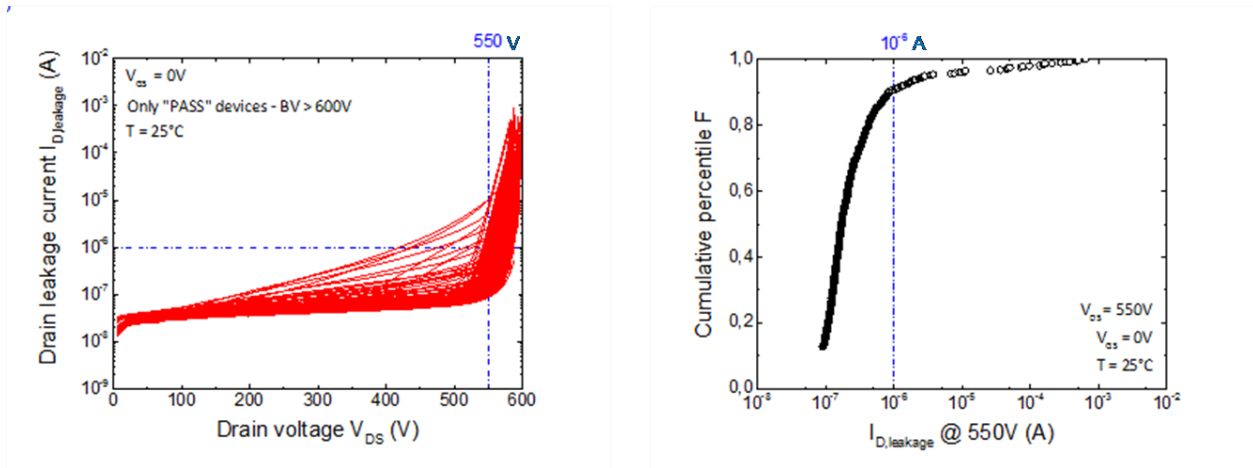 550 V
10⁻²
10⁻³
10⁻⁴
10⁻⁵
10⁻⁶
10⁻⁷
10⁻⁸
10⁻⁹
Drain leakage current I_D,leakage (A)
V_GS = 0V
Only "PASS" devices - BV > 600V
T = 25°C
0 100 200 300 400 500 600
Drain voltage V_DS (V)
10⁻⁶ A
1,0
0,8
0,6
0,4
0,2
0,0
Cumulative percentile F
V_DS = 550V
V_GS = 0V
T = 25°C
10⁻⁸ 10⁻⁷ 10⁻⁶ 10⁻⁵ 10⁻⁴ 10⁻³ 10⁻²
I_D,leakage @ 550V (A)